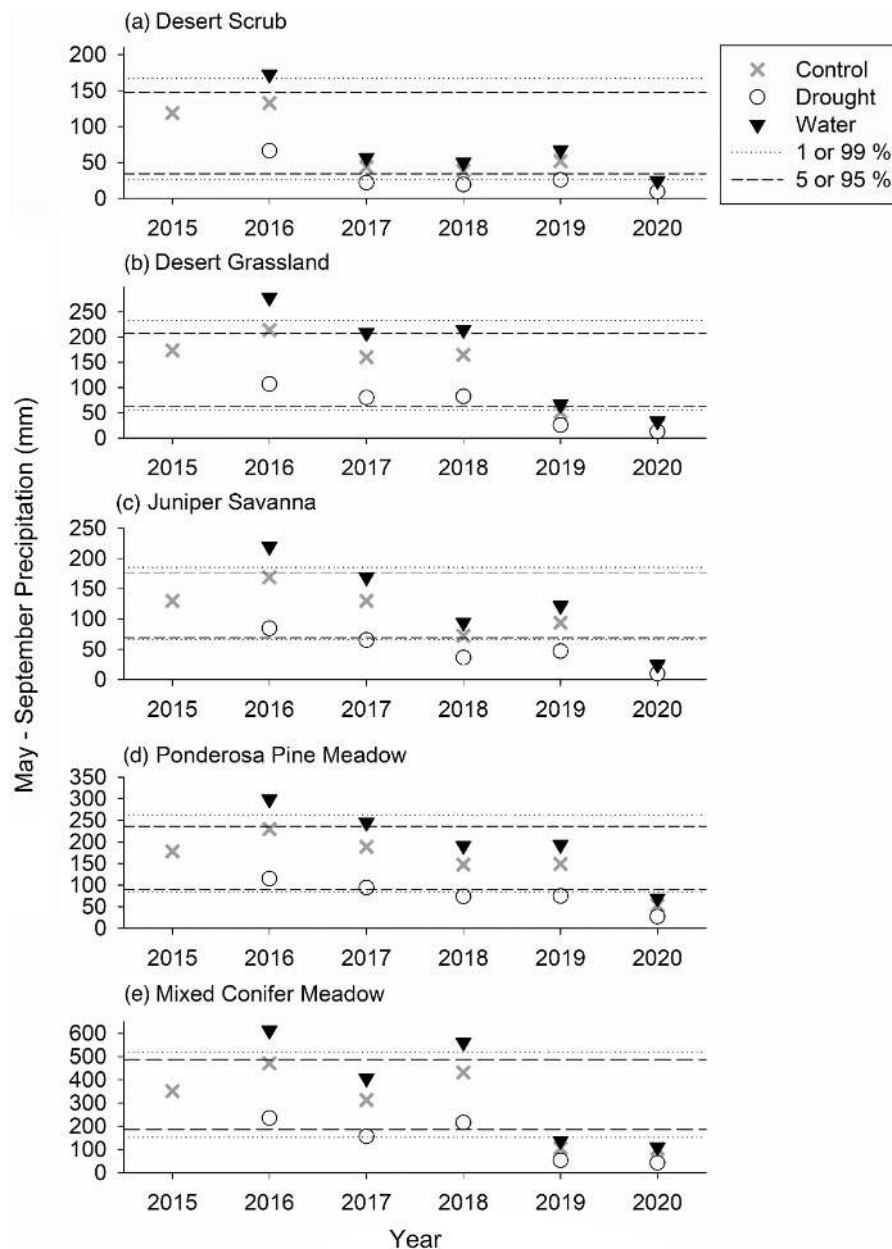 (a) Desert Scrub
200
150
100
50
0
2015 2016 2017 2018 2019 2020
Control
Drought
Water
1 or 99 %
5 or 95 %
(b) Desert Grassland
250
200
150
100
50
0
2015 2016 2017 2018 2019 2020
(c) Juniper Savanna
250
200
150
100
50
0
2015 2016 2017 2018 2019 2020
(d) Ponderosa Pine Meadow
350
300
250
200
150
100
50
0
2015 2016 2017 2018 2019 2020
(e) Mixed Conifer Meadow
600
500
400
300
200
100
0
2015 2016 2017 2018 2019 2020
Year
May - September Precipitation (mm)